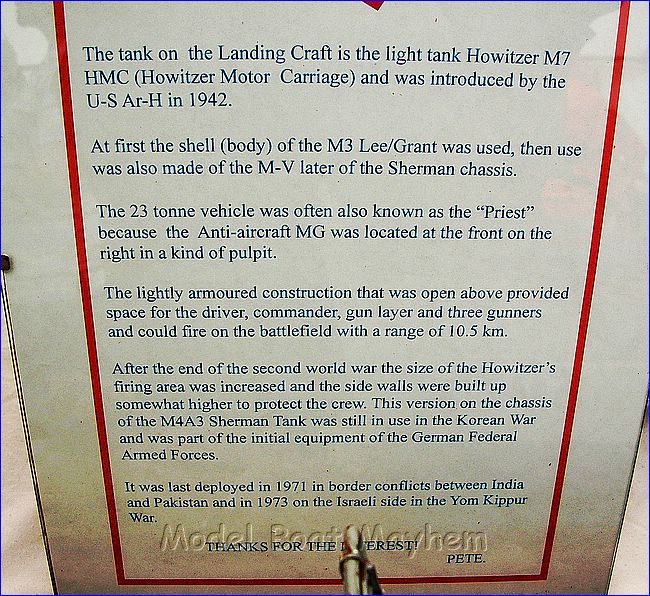 The tank on the Landing Craft is the light tank Howitzer M7
HMC (Howitzer Motor Carriage) and was introduced by the
U-S Ar-H in 1942.
At first the shell (body) of the M3 Lee/Grant was used, then use
was also made of the M-V later of the Sherman chassis.
The 23 tonne vehicle was often also known as the “Priest”
because the Anti-aircraft MG was located at the front on the
right in a kind of pulpit.
The lightly armoured construction that was open above provided
space for the driver, commander, gun layer and three gunners
and could fire on the battlefield with a range of 10.5 km.
After the end of the second world war the size of the Howitzer’s
firing area was increased and the side walls were built up
somewhat higher to protect the crew. This version on the chassis
of the M4A3 Sherman Tank was still in use in the Korean War
and was part of the initial equipment of the German Federal
Armed Forces.
It was last deployed in 1971 in border conflicts between India
and Pakistan and in 1973 on the Israeli side in the Yom Kippur
War.
Model Boat Mayhem
THANKS FOR THE INTEREST!
PETE.